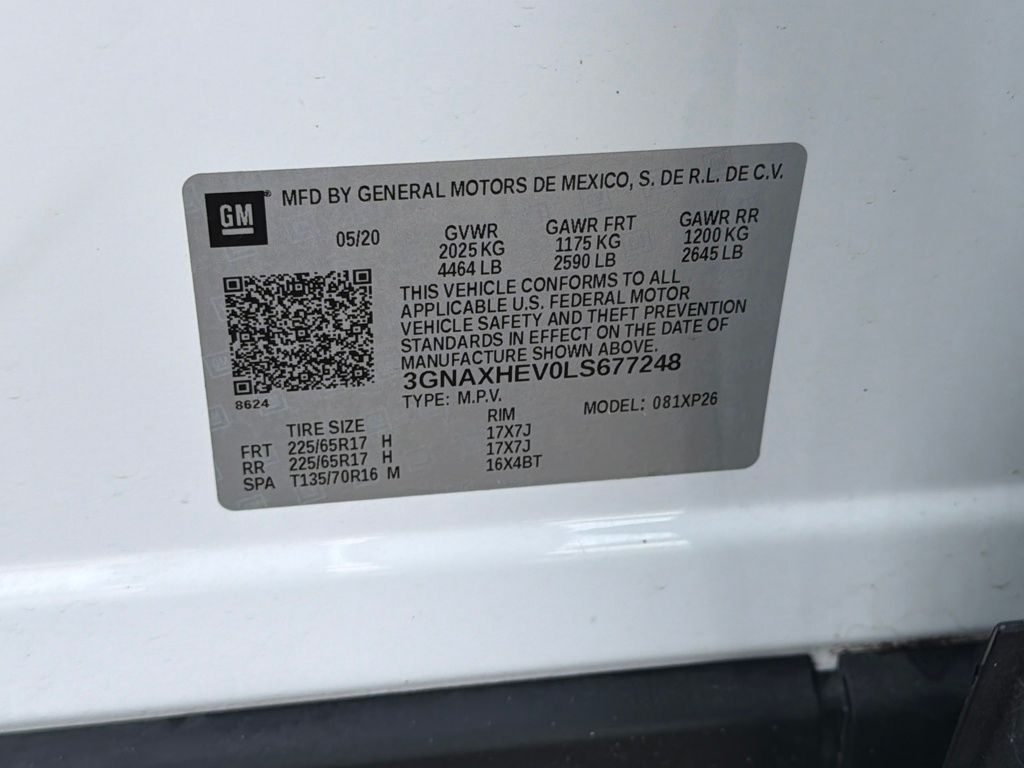 GM ®
MFD BY GENERAL MOTORS DE MEXICO, S. DE R.L. DE C.V.
05/20 GVWR GAWR FRT GAWR RR
2025 KG 1175 KG 1200 KG
4464 LB 2590 LB 2645 LB
THIS VEHICLE CONFORMS TO ALL
APPLICABLE U.S. FEDERAL MOTOR
VEHICLE SAFETY AND THEFT PREVENTION
STANDARDS IN EFFECT ON THE DATE OF
MANUFACTURE SHOWN ABOVE.
3GNAXHEV0LS677248
8624
TYPE: M.P.V. MODEL: 081XP26
TIRE SIZE RIM
FRT 225/65R17 H 17X7J
RR 225/65R17 H 17X7J
SPA T135/70R16 M 16X4BT